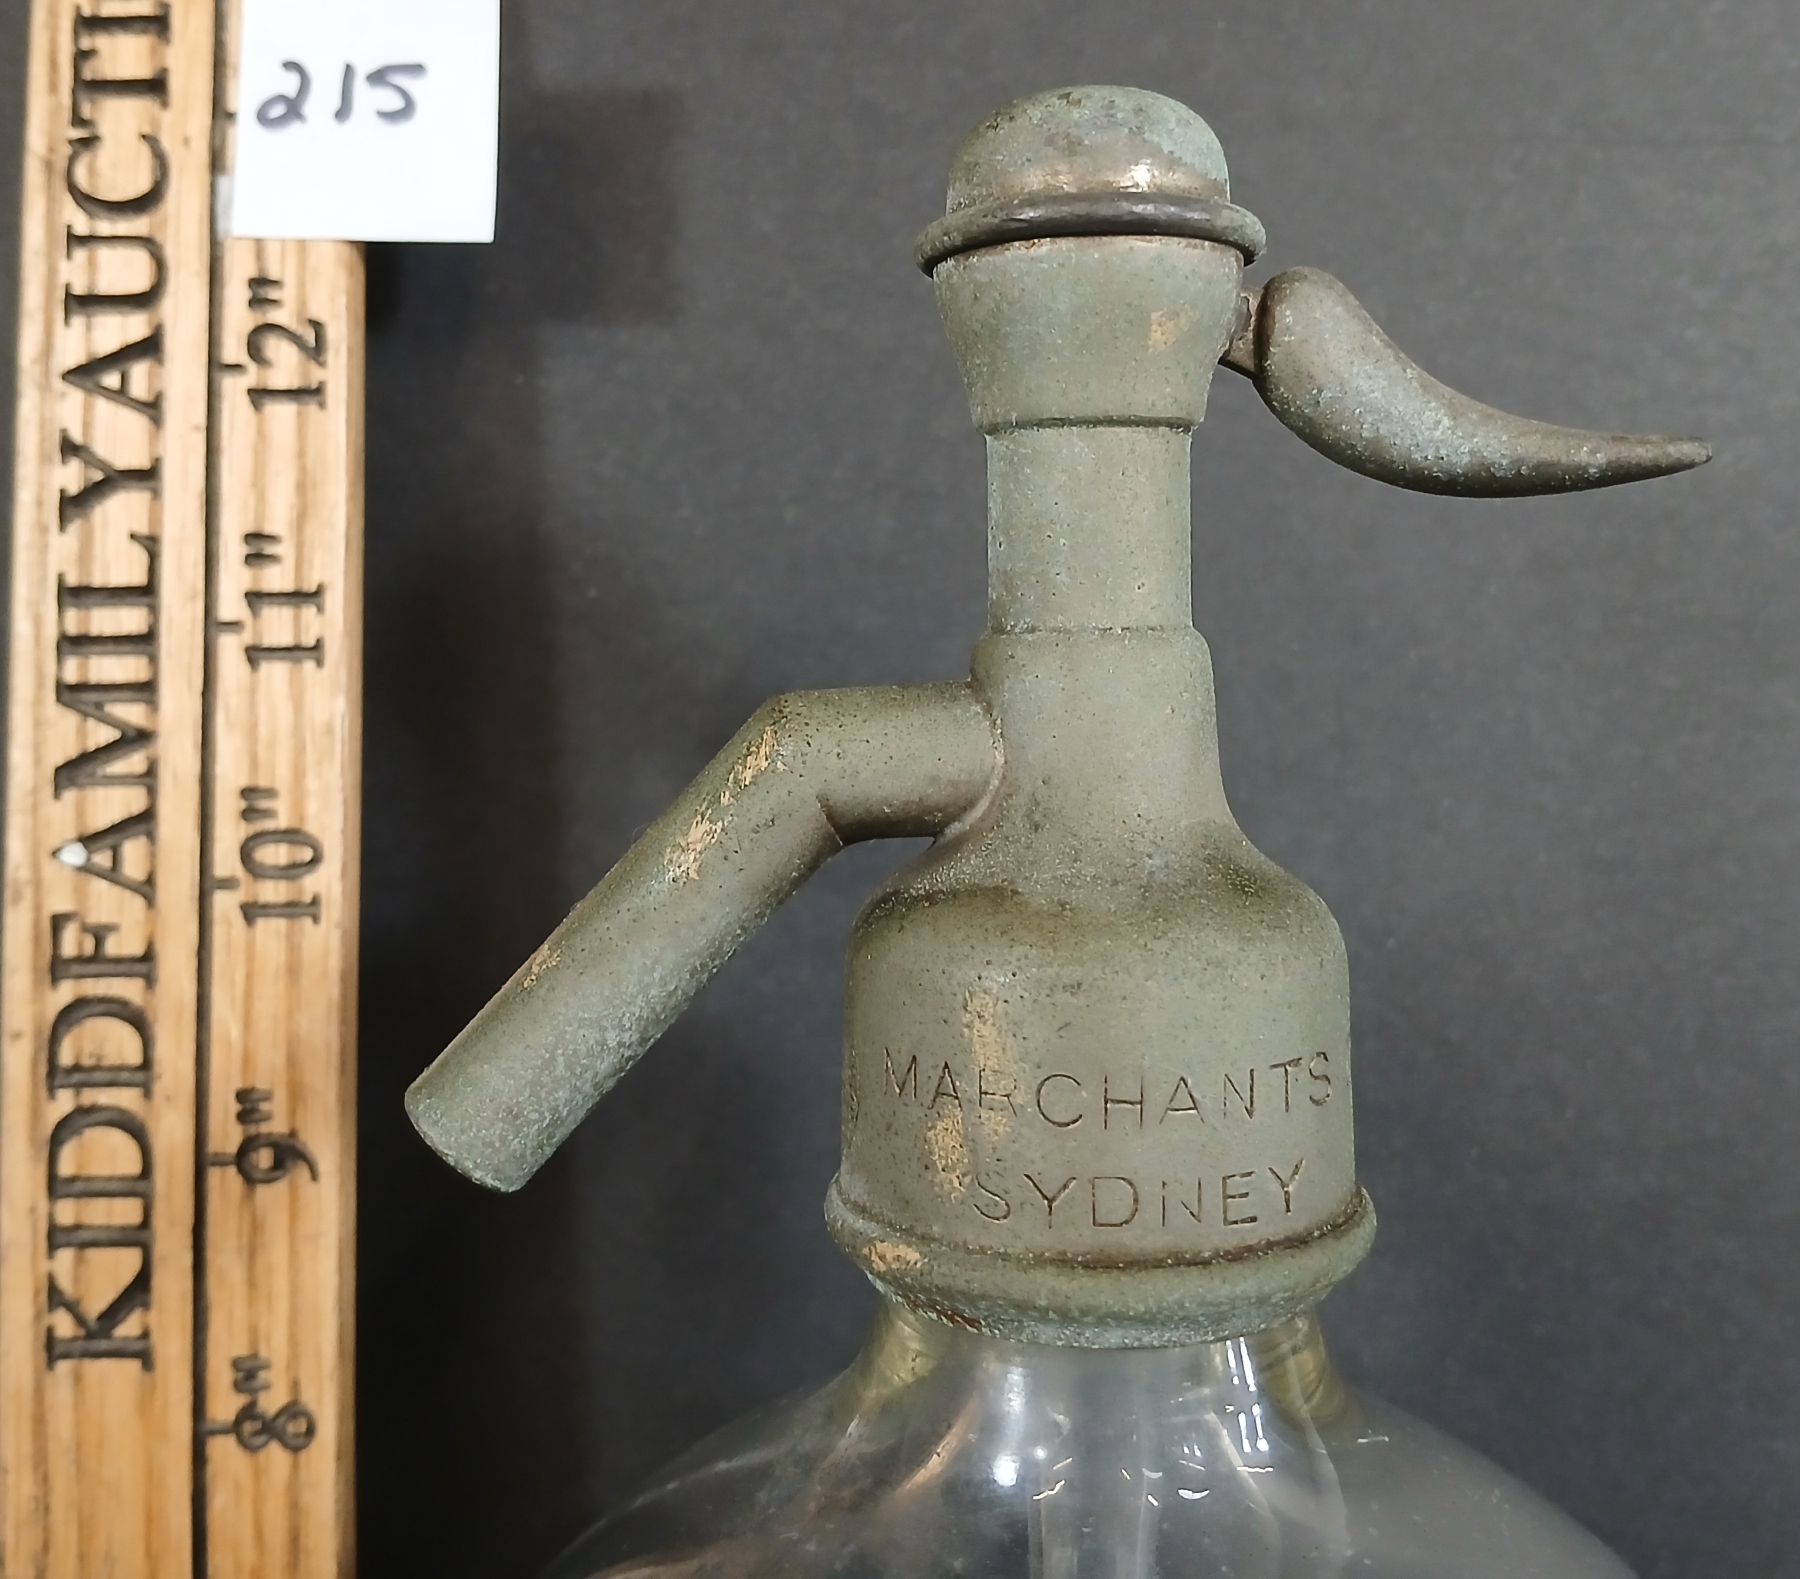 215
KIDDFAMILYAUCTI
12"
11"
10"
9"
8"
MARCHANTS
SYDNEY